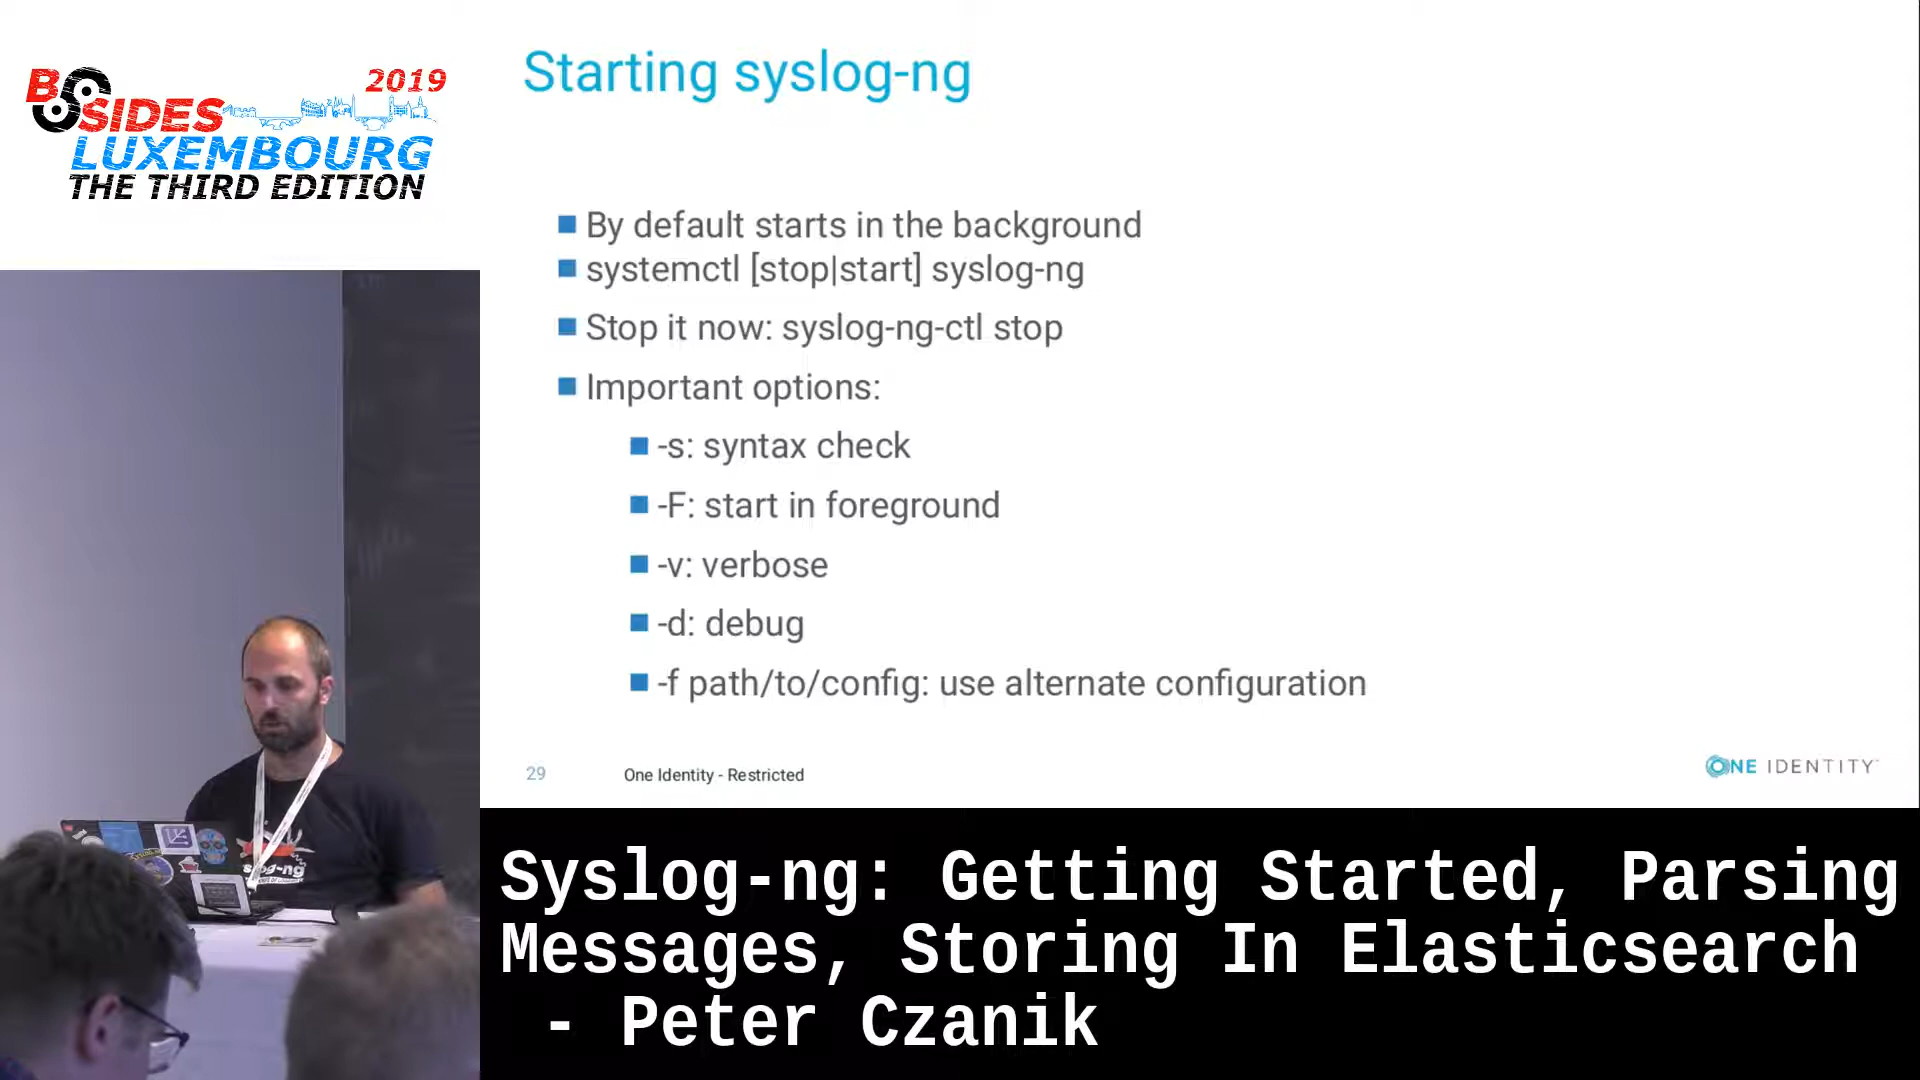 2019
BSIDES
LUXEMBOURG
THE THIRD EDITION
Starting syslog-ng
By default starts in the background
systemctl [stop|start] syslog-ng
Stop it now: syslog-ng-ctl stop
Important options:
-s: syntax check
-F: start in foreground
-v: verbose
-d: debug
-f path/to/config: use alternate configuration
29
One Identity - Restricted
ONE IDENTITY
syslog-ng
Syslog-ng: Getting Started, Parsing
Messages, Storing In Elasticsearch
- Peter Czanik